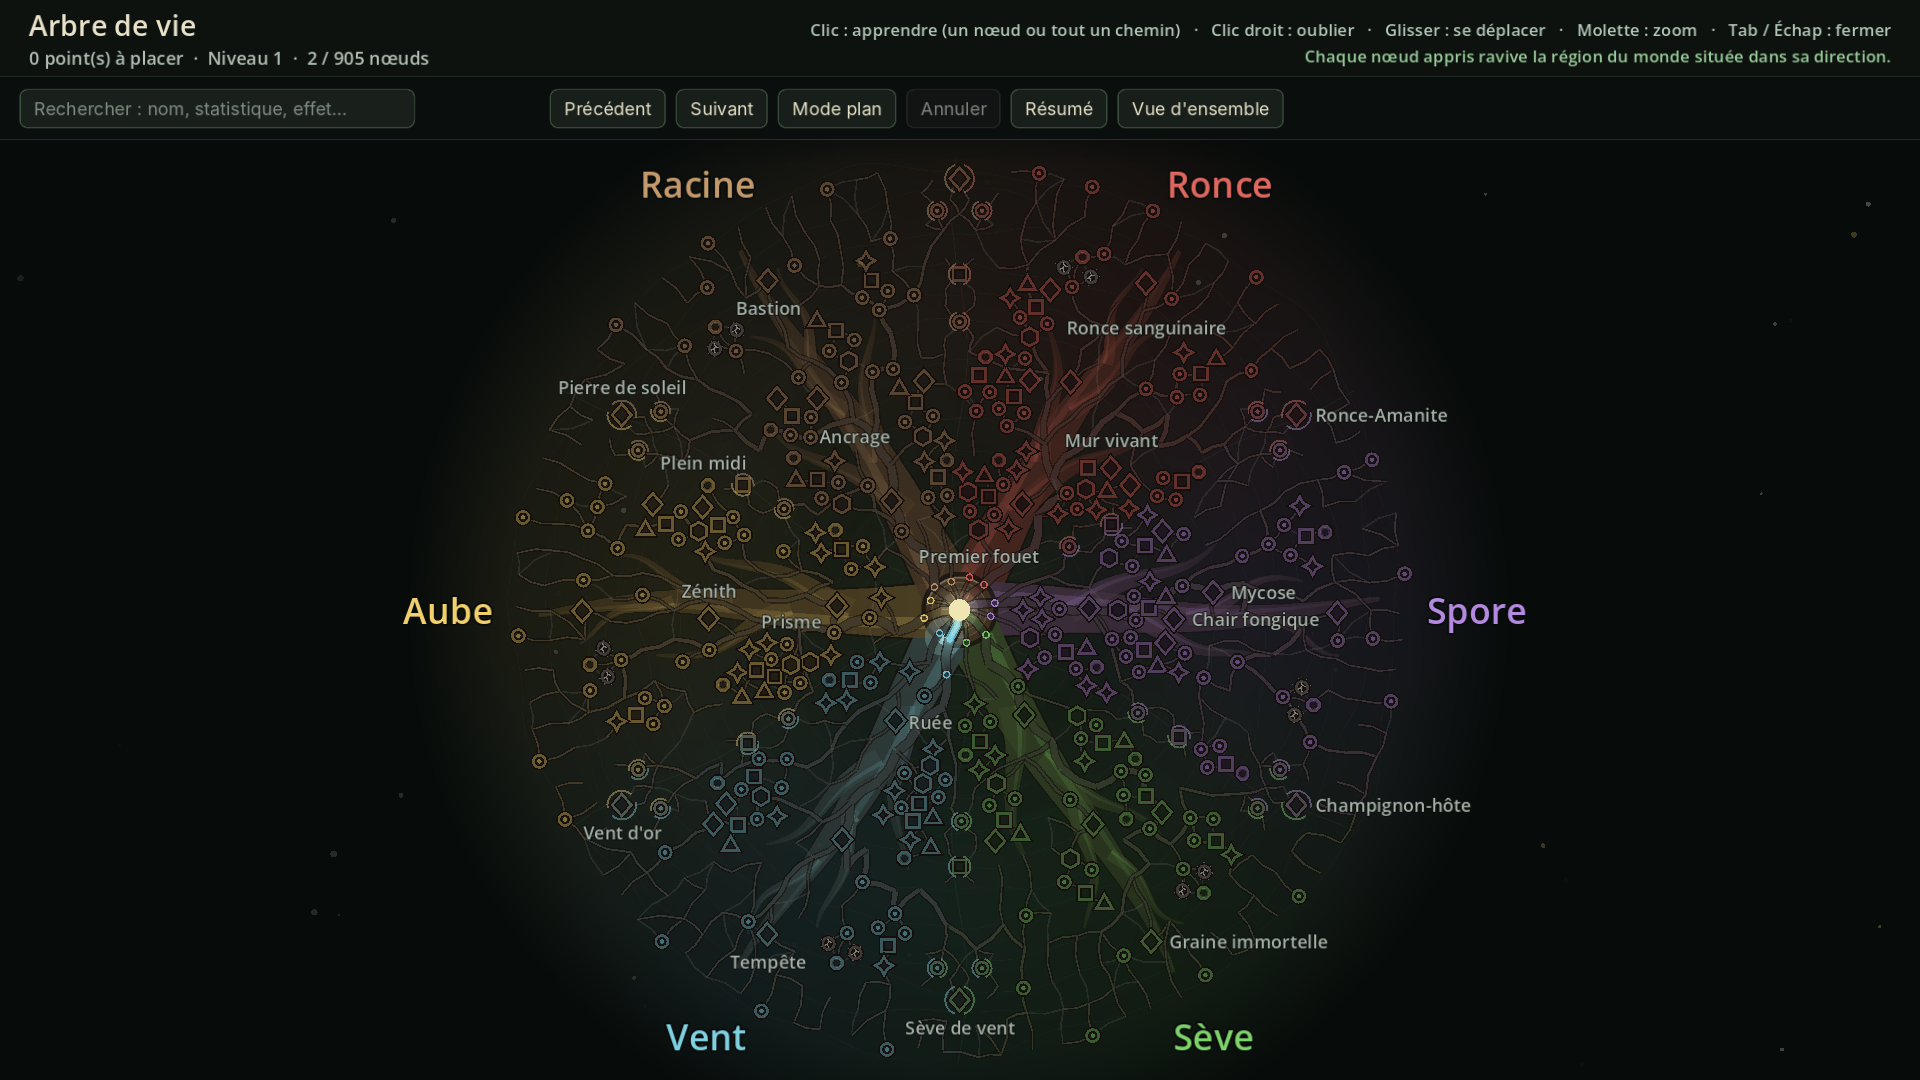 Arbre de vie
0 point(s) à placer · Niveau 1 · 2 / 905 nœuds
Clic : apprendre (un nœud ou tout un chemin) · Clic droit : oublier · Glisser : se déplacer · Molette : zoom · Tab / Échap : fermer
Chaque nœud appris ravive la région du monde située dans sa direction.
Rechercher : nom, statistique, effet...
Précédent
Suivant
Mode plan
Annuler
Résumé
Vue d'ensemble
Racine
Ronce
Bastion
Ronce sanguinaire
Pierre de soleil
Ronce-Amanite
Ancrage
Mur vivant
Plein midi
Premier fouet
Zénith
Mycose
Aube
Spore
Prisme
Chair fongique
Ruée
Champignon-hôte
Vent d'or
Graine immortelle
Tempête
Sève de vent
Vent
Sève